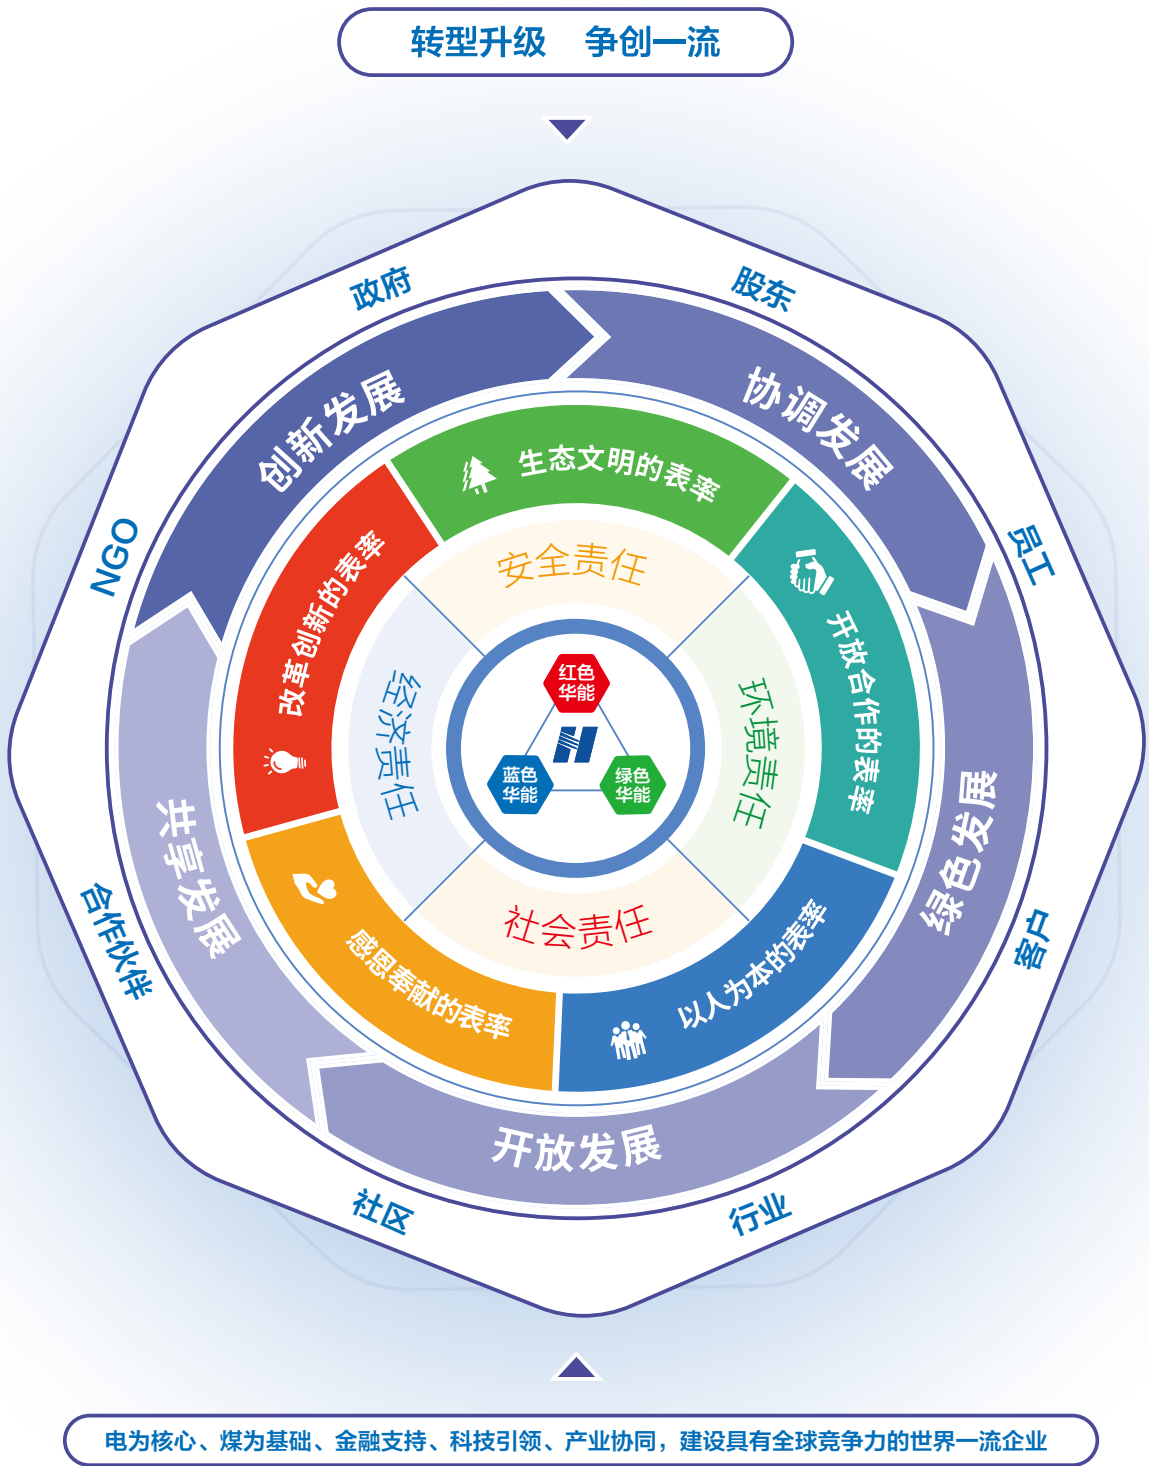 转型升级 争创一流
政府
股东
员工
客户
行业
社区
合作伙伴
NGO
创新发展
协调发展
绿色发展
开放发展
共享发展
生态文明的表率
开放合作的表率
以人为本的表率
感恩奉献的表率
改革创新的表率
安全责任
环境责任
社会责任
经济责任
红色
华能
蓝色
华能
绿色
华能
电为核心、煤为基础、金融支持、科技引领、产业协同，建设具有全球竞争力的世界一流企业